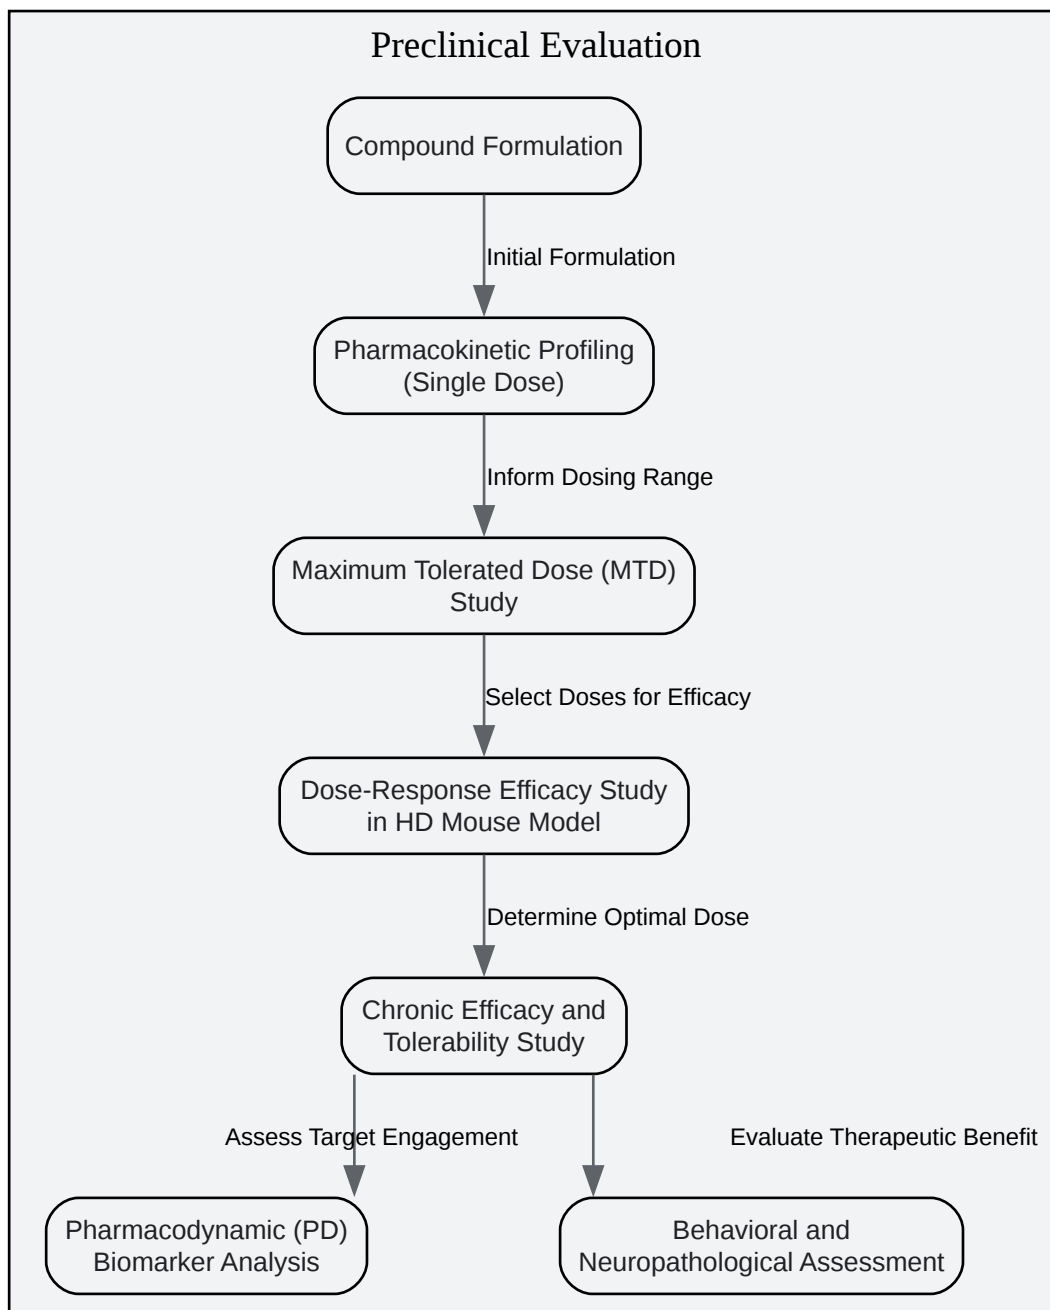 Preclinical Evaluation
Compound Formulation
Initial Formulation
Pharmacokinetic Profiling
(Single Dose)
Inform Dosing Range
Maximum Tolerated Dose (MTD)
Study
Select Doses for Efficacy
Dose-Response Efficacy Study
in HD Mouse Model
Determine Optimal Dose
Chronic Efficacy and
Tolerability Study
Assess Target Engagement
Evaluate Therapeutic Benefit
Pharmacodynamic (PD)
Biomarker Analysis
Behavioral and
Neuropathological Assessment